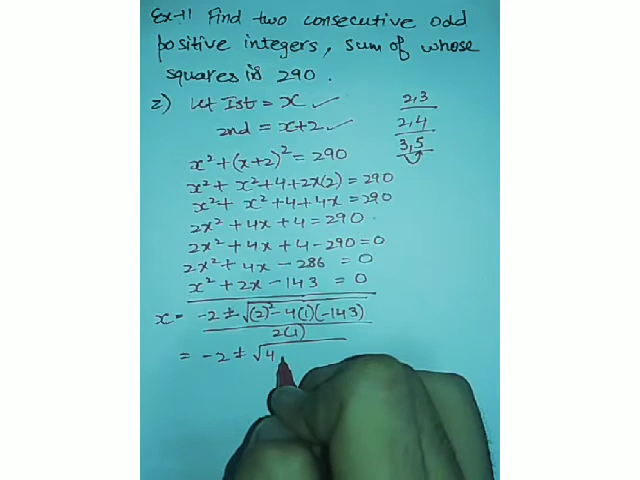 Ex-11 Find two consecutive odd
positive integers, sum of whose
squares is 290.
2) Let Ist = x ✓
2nd = x+2 ✓
2,3
2,4
3,5
x² + (x+2)² = 290
x² + x² + 4 + 2x(2) = 290
x² + x² + 4 + 4x = 290
2x² + 4x + 4 = 290
2x² + 4x + 4 - 290 = 0
2x² + 4x - 286 = 0
x² + 2x - 143 = 0
x = -2 ± √(2)² - 4(1)(-143)
2(1)
= -2 ± √4